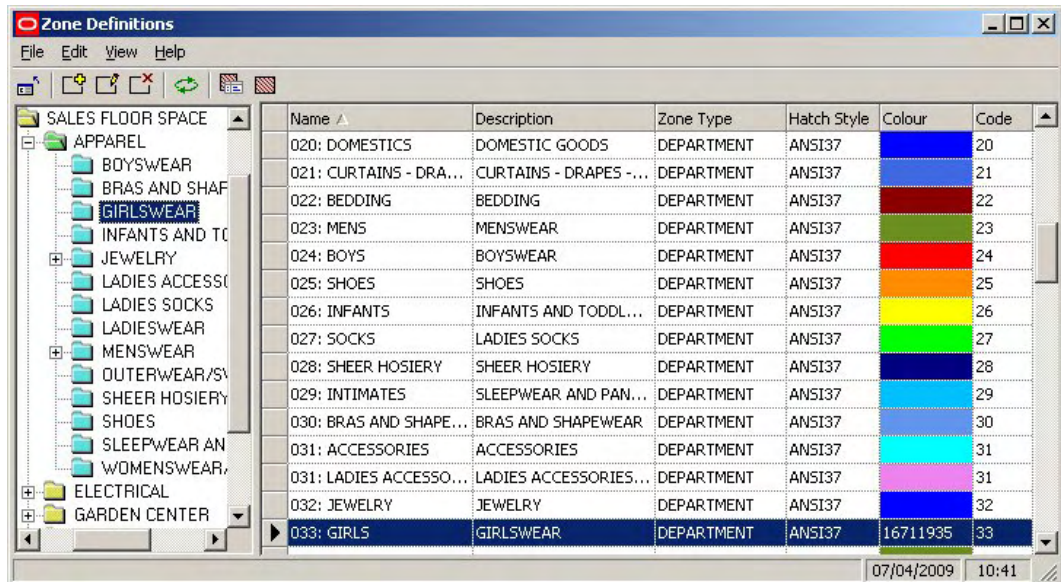 Zone Definitions
File Edit View Help
SALES FLOOR SPACE
APPAREL
BOYSWEAR
BRAS AND SHAF
GIRLSWEAR
INFANTS AND TO
JEWELRY
LADIES ACCESSO
LADIES SOCKS
LADIESWEAR
MENSWEAR
OUTERWEAR/SW
SHEER HOSIERY
SHOES
SLEEPWEAR AN
WOMENSWEAR/
ELECTRICAL
GARDEN CENTER
Name Description Zone Type Hatch Style Colour Code
020: DOMESTICS DOMESTIC GOODS DEPARTMENT ANSI37 20
021: CURTAINS - DRA... CURTAINS - DRAPES -... DEPARTMENT ANSI37 21
022: BEDDING BEDDING DEPARTMENT ANSI37 22
023: MENS MENSWEAR DEPARTMENT ANSI37 23
024: BOYS BOYSWEAR DEPARTMENT ANSI37 24
025: SHOES SHOES DEPARTMENT ANSI37 25
026: INFANTS INFANTS AND TODDL... DEPARTMENT ANSI37 26
027: SOCKS LADIES SOCKS DEPARTMENT ANSI37 27
028: SHEER HOSIERY SHEER HOSIERY DEPARTMENT ANSI37 28
029: INTIMATES SLEEPWEAR AND PAN... DEPARTMENT ANSI37 29
030: BRAS AND SHAPE... BRAS AND SHAPEWEAR DEPARTMENT ANSI37 30
031: ACCESSORIES ACCESSORIES DEPARTMENT ANSI37 31
031: LADIES ACCESSO... LADIES ACCESSORIES... DEPARTMENT ANSI37 31
032: JEWELRY JEWELRY DEPARTMENT ANSI37 32
033: GIRLS GIRLSWEAR DEPARTMENT ANSI37 16711935 33
07/04/2009 10:41